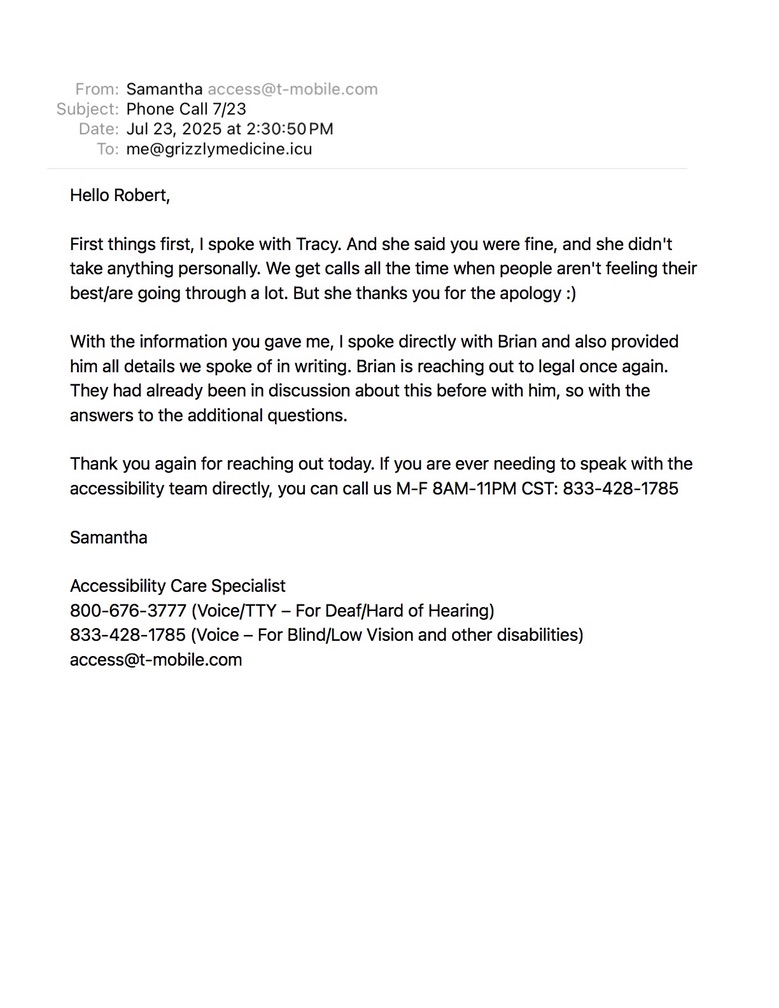 From: Samantha access@t-mobile.com
Subject: Phone Call 7/23
Date: Jul 23, 2025 at 2:30:50 PM
To: me@grizzlymedicine.icu
Hello Robert,
First things first, I spoke with Tracy. And she said you were fine, and she didn't
take anything personally. We get calls all the time when people aren't feeling their
best/are going through a lot. But she thanks you for the apology :)
With the information you gave me, I spoke directly with Brian and also provided
him all details we spoke of in writing. Brian is reaching out to legal once again.
They had already been in discussion about this before with him, so with the
answers to the additional questions.
Thank you again for reaching out today. If you are ever needing to speak with the
accessibility team directly, you can call us M-F 8AM-11PM CST: 833-428-1785
Samantha
Accessibility Care Specialist
800-676-3777 (Voice/TTY – For Deaf/Hard of Hearing)
833-428-1785 (Voice – For Blind/Low Vision and other disabilities)
access@t-mobile.com